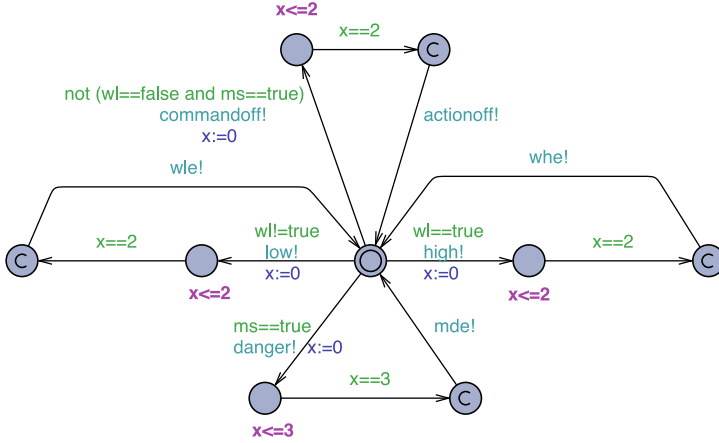 x<=2
x==2
C
not (wl==false and ms==true)
commandoff!
x:=0
actionoff!
wle!
whe!
wl!=true
low!
x:=0
wl==true
high!
x:=0
x==2
x==2
C
C
x<=2
x<=2
ms==true
danger! x:=0
mde!
x==3
C
x<=3